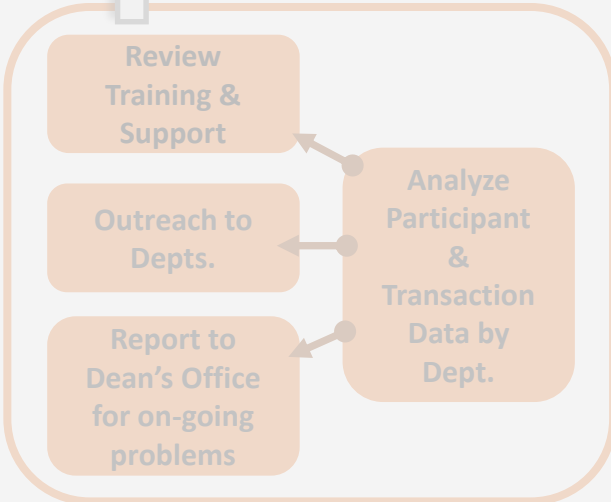 Review
Training &
Support
Outreach to
Depts.
Report to
Dean’s Office
for on-going
problems
Analyze
Participant
&
Transaction
Data by
Dept.